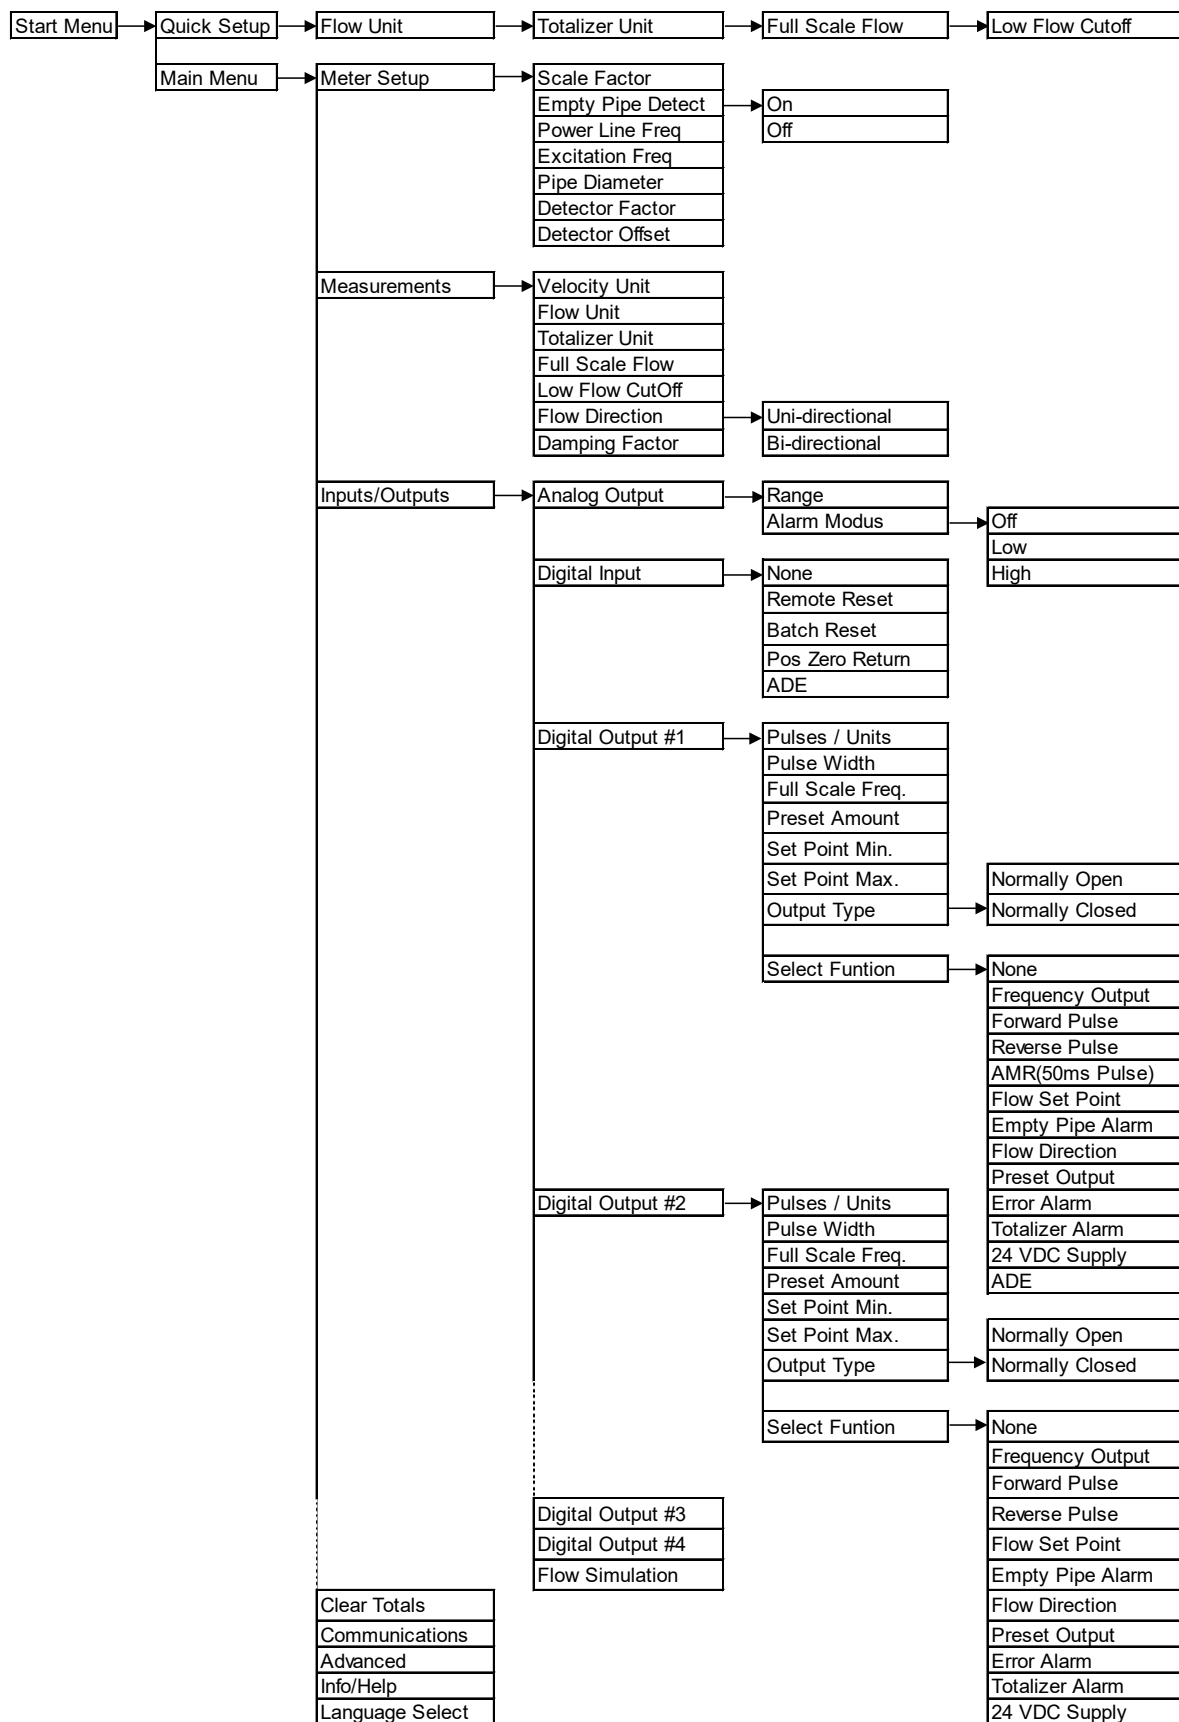 Start Menu
Quick Setup
Flow Unit
Totalizer Unit
Full Scale Flow
Low Flow Cutoff
Main Menu
Meter Setup
Scale Factor
Empty Pipe Detect
On
Power Line Freq
Off
Excitation Freq
Pipe Diameter
Detector Factor
Detector Offset
Measurements
Velocity Unit
Flow Unit
Totalizer Unit
Full Scale Flow
Low Flow CutOff
Flow Direction
Uni-directional
Damping Factor
Bi-directional
Inputs/Outputs
Analog Output
Range
Alarm Modus
Off
Low
High
Digital Input
None
Remote Reset
Batch Reset
Pos Zero Return
ADE
Digital Output #1
Pulses / Units
Pulse Width
Full Scale Freq.
Preset Amount
Set Point Min.
Set Point Max.
Normally Open
Output Type
Normally Closed
Select Funtion
None
Frequency Output
Forward Pulse
Reverse Pulse
AMR(50ms Pulse)
Flow Set Point
Empty Pipe Alarm
Flow Direction
Preset Output
Error Alarm
Totalizer Alarm
24 VDC Supply
ADE
Digital Output #2
Pulses / Units
Pulse Width
Full Scale Freq.
Preset Amount
Set Point Min.
Set Point Max.
Normally Open
Output Type
Normally Closed
Select Funtion
None
Frequency Output
Forward Pulse
Reverse Pulse
Flow Set Point
Empty Pipe Alarm
Flow Direction
Preset Output
Error Alarm
Totalizer Alarm
24 VDC Supply
Digital Output #3
Digital Output #4
Flow Simulation
Clear Totals
Communications
Advanced
Info/Help
Language Select